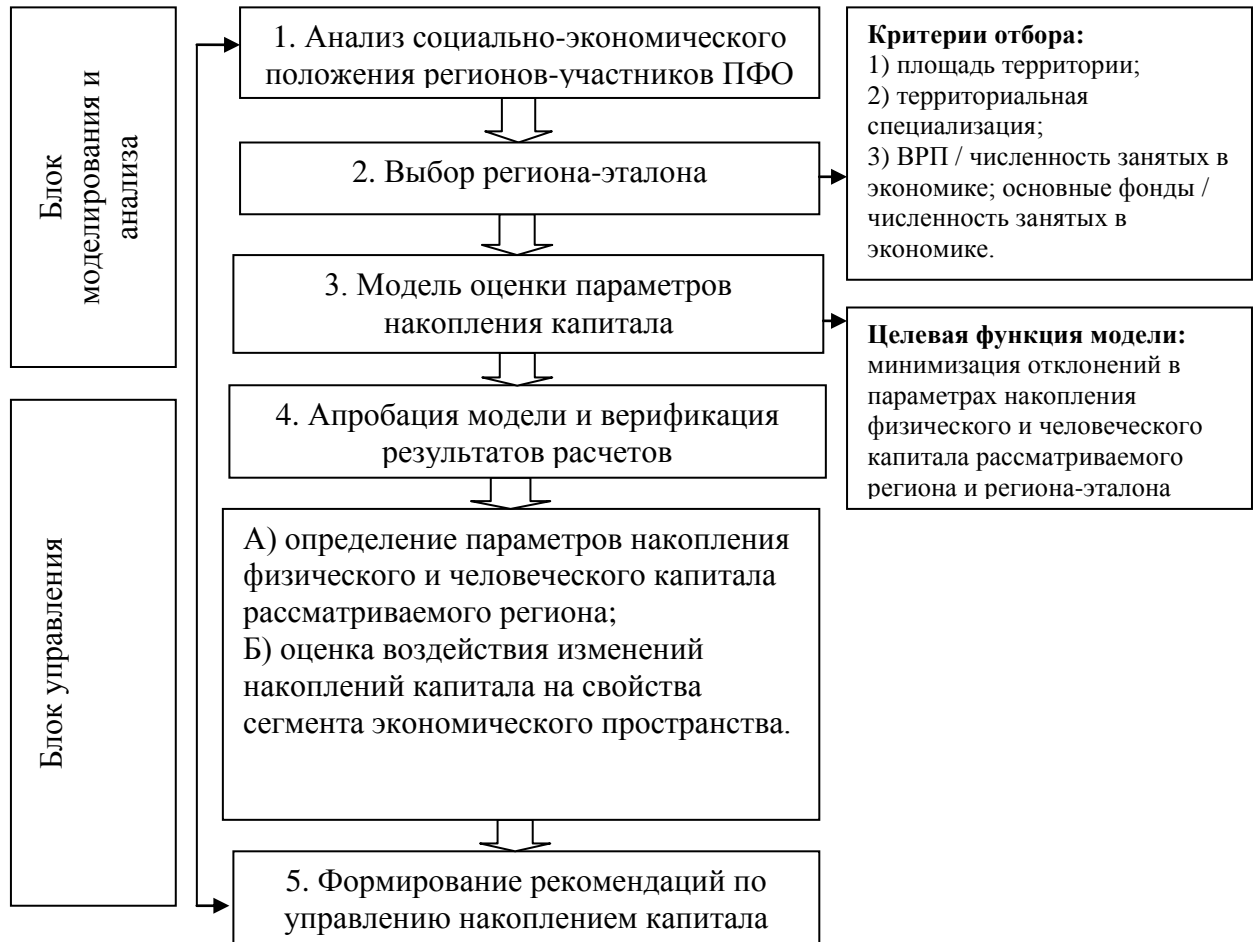 Блок
моделирования и
анализа
Блок управления
1. Анализ социально-экономического
положения регионов-участников ПФО
2. Выбор региона-эталона
3. Модель оценки параметров
накопления капитала
4. Апробация модели и верификация
результатов расчетов
А) определение параметров накопления
физического и человеческого капитала
рассматриваемого региона;
Б) оценка воздействия изменений
накоплений капитала на свойства
сегмента экономического пространства.
5. Формирование рекомендаций по
управлению накоплением капитала
Критерии отбора:
1) площадь территории;
2) территориальная
специализация;
3) ВРП / численность занятых в
экономике; основные фонды /
численность занятых в
экономике.
Целевая функция модели:
минимизация отклонений в
параметрах накопления
физического и человеческого
капитала рассматриваемого
региона и региона-эталона